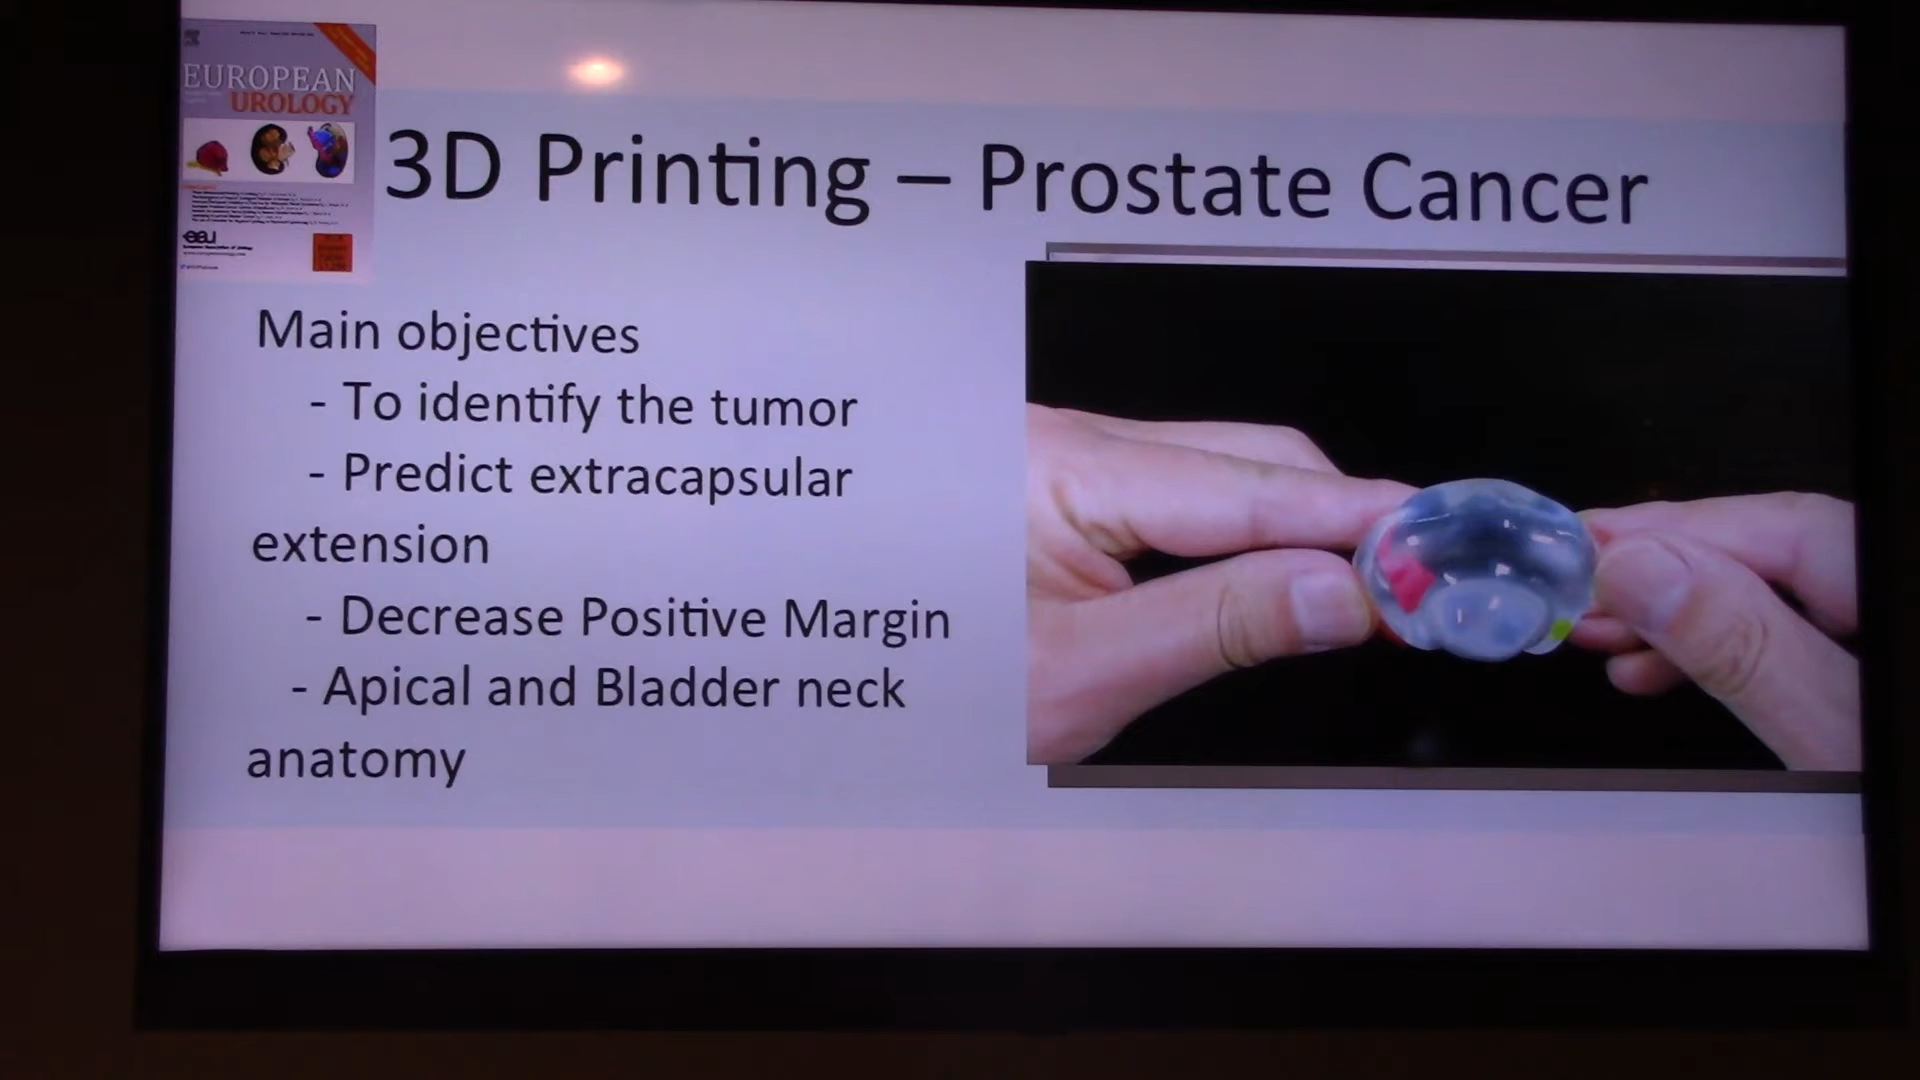 EUROPEAN
UROLOGY
eau
3D Printing – Prostate Cancer
Main objectives
- To identify the tumor
- Predict extracapsular
extension
- Decrease Positive Margin
- Apical and Bladder neck
anatomy